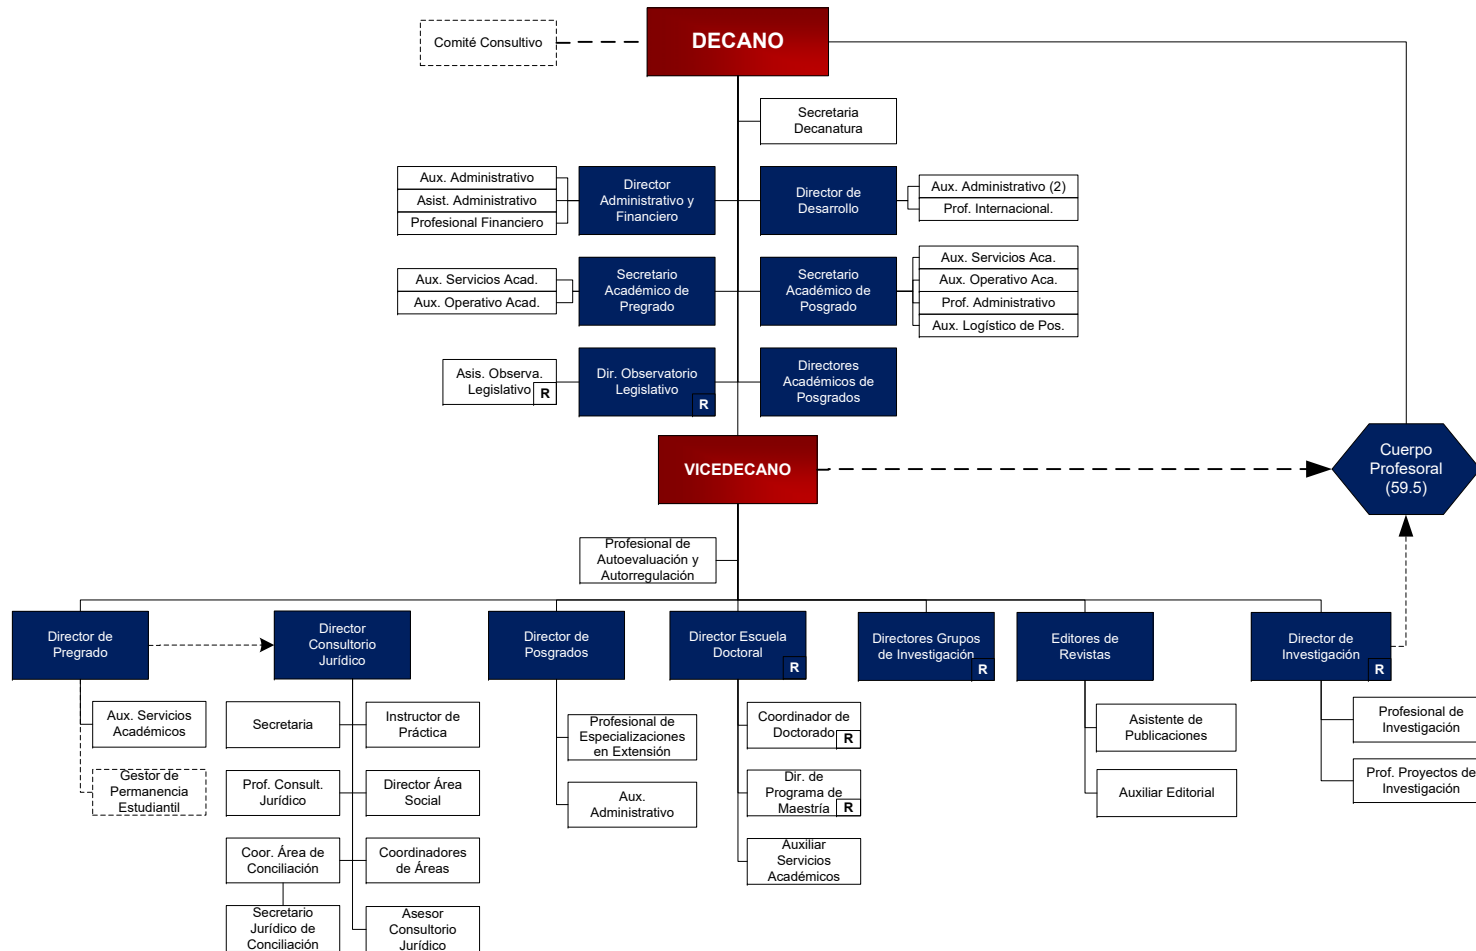 DECANO
Comité Consultivo
Secretaria
Decanatura
Aux. Administrativo
Asist. Administrativo
Profesional Financiero
Director
Administrativo y
Financiero
Director de
Desarrollo
Aux. Administrativo (2)
Prof. Internacional.
Aux. Servicios Acad.
Aux. Operativo Acad.
Secretario
Académico de
Pregrado
Secretario
Académico de
Posgrado
Aux. Servicios Aca.
Aux. Operativo Aca.
Prof. Administrativo
Aux. Logístico de Pos.
Asis. Observa.
Legislativo
R
Dir. Observatorio
Legislativo
R
Directores
Académicos de
Posgrados
VICEDECANO
Cuerpo
Profesoral
(59.5)
Profesional de
Autoevaluación y
Autorregulación
Director de
Pregrado
Director
Consultorio
Jurídico
Director de
Posgrados
Director Escuela
Doctoral
R
Directores Grupos
de Investigación
R
Editores de
Revistas
Director de
Investigación
R
Aux. Servicios
Académicos
Gestor de
Permanencia
Estudiantil
Secretaria
Instructor de
Práctica
Prof. Consult.
Jurídico
Director Área
Social
Coor. Área de
Conciliación
Coordinadores
de Áreas
Secretario
Jurídico de
Conciliación
Asesor
Consultorio
Jurídico
Profesional de
Especializaciones
en Extensión
Aux.
Administrativo
Coordinador de
Doctorado
R
Dir. de
Programa de
Maestría
R
Auxiliar
Servicios
Académicos
Asistente de
Publicaciones
Auxiliar Editorial
Profesional de
Investigación
Prof. Proyectos de
Investigación